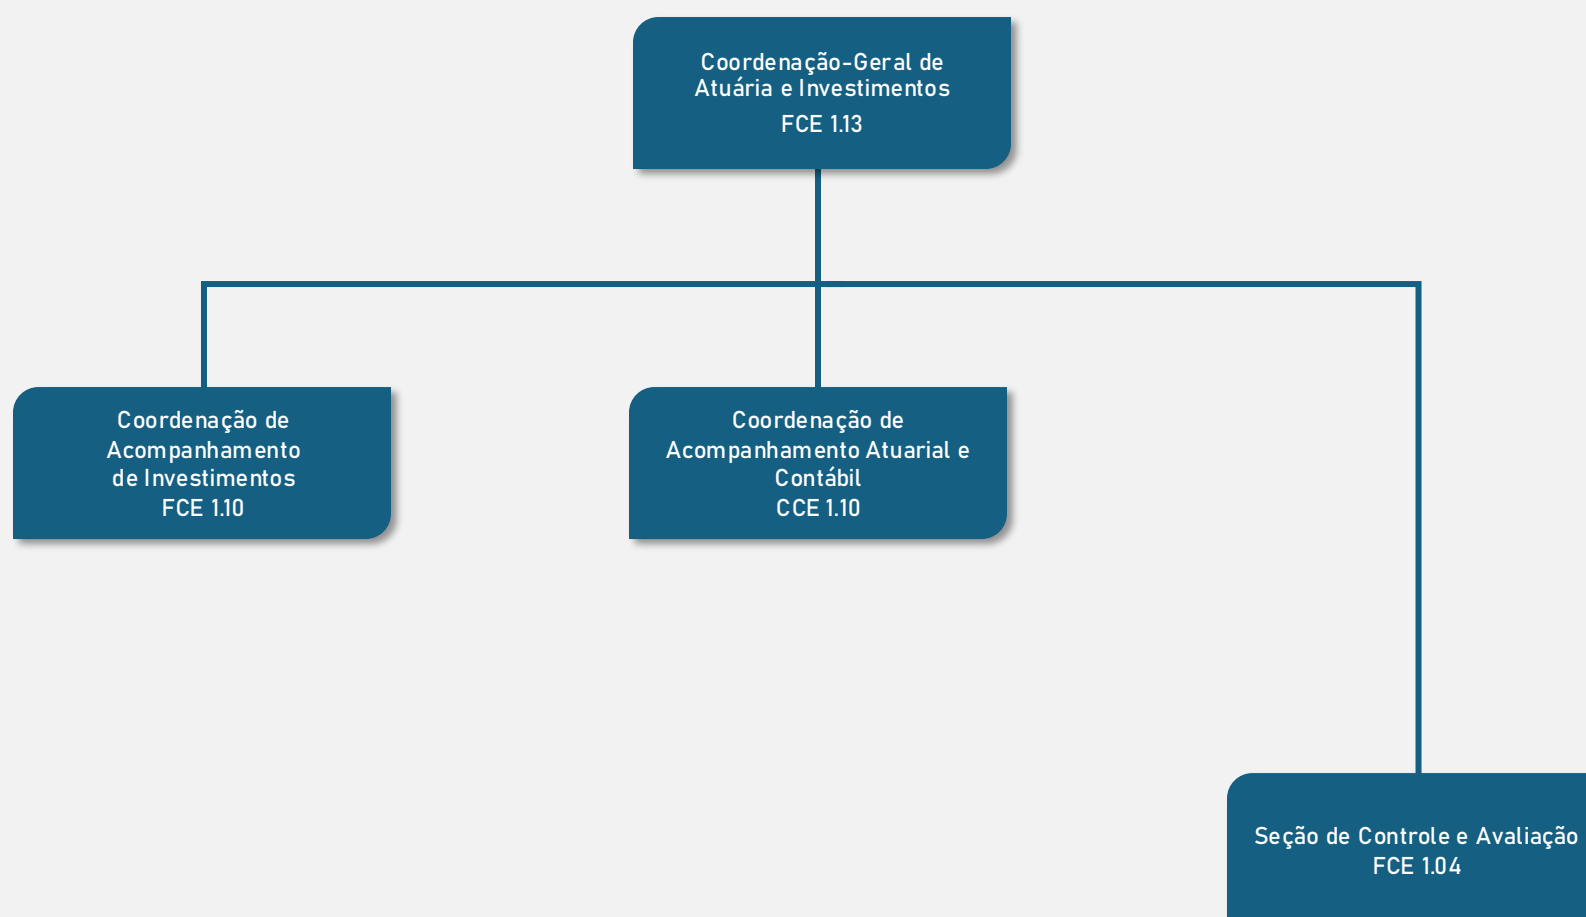 Coordenação-Geral de
Atuária e Investimentos
FCE 1.13
Coordenação de
Acompanhamento
de Investimentos
FCE 1.10
Coordenação de
Acompanhamento Atuarial e
Contábil
CCE 1.10
Seção de Controle e Avaliação
FCE 1.04